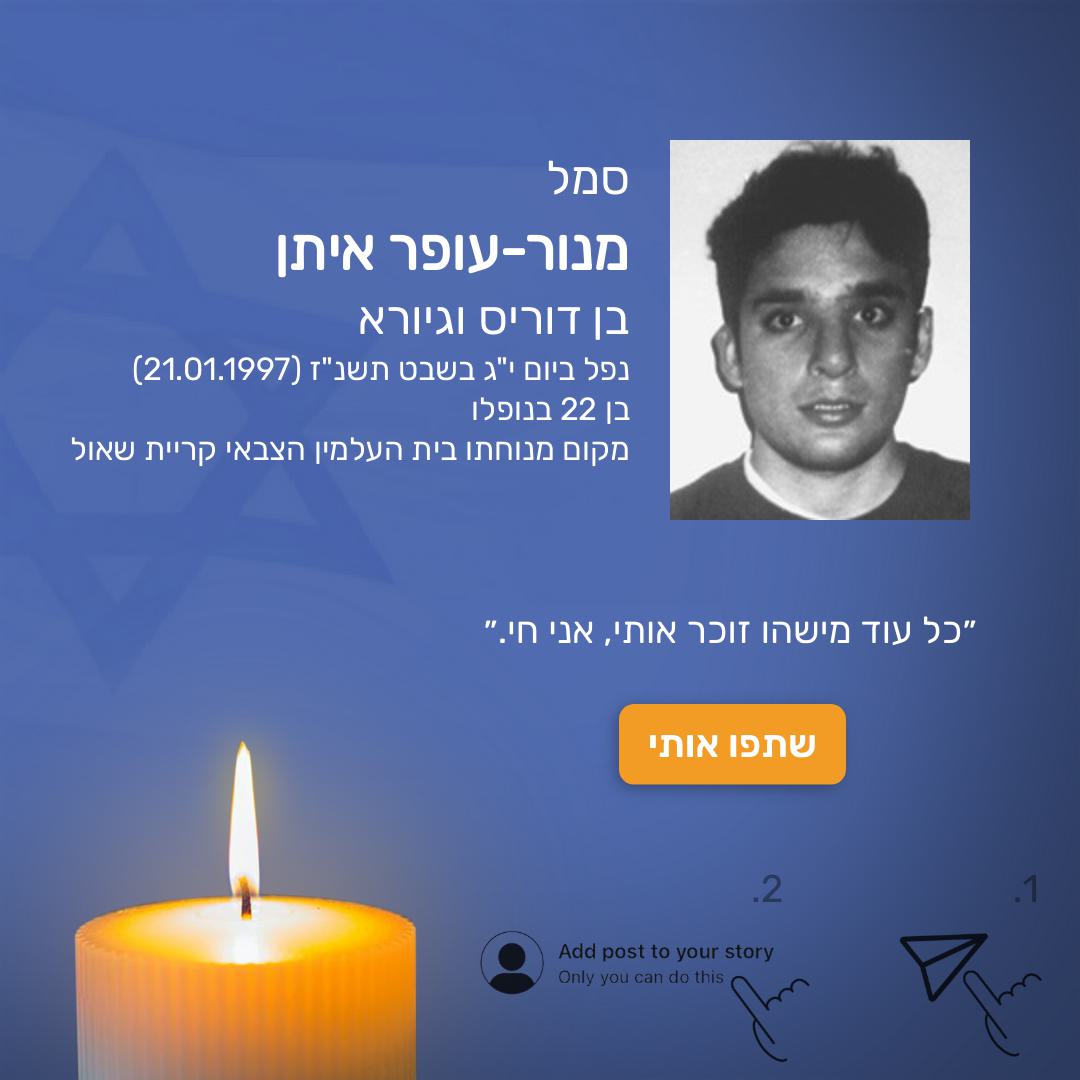 סמל
מנור-עופר איתן
בן דוריס וגיורא
נפל ביום י"ג בשבט תשנ"ז (21.01.1997)
בן 22 בנופלו
מקום מנוחתו בית העלמין הצבאי קריית שאול
״כל עוד מישהו זוכר אותי, אני חי.״
שתפו אותי
1.
2.
Add post to your story
Only you can do this